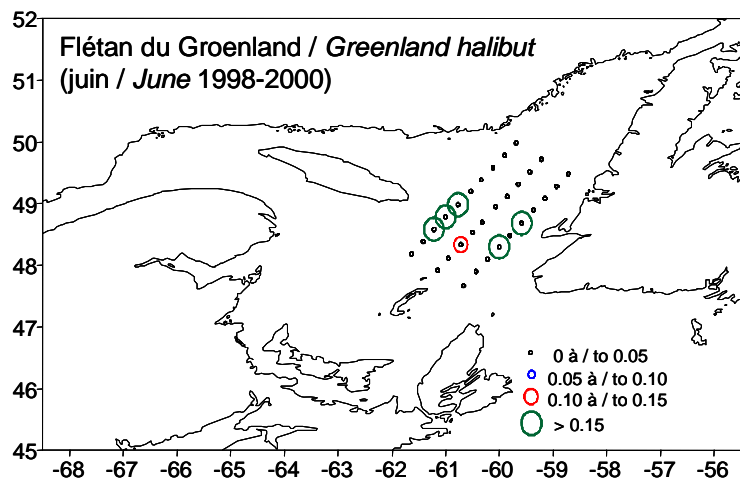 52
Flétan du Groenland / Greenland halibut
51
(juin / June 1998-2000)
50
49
48
47
0 à / to 0.05
0.05 à / to 0.10
46
0.10 à / to 0.15
> 0.15
45
-68 -67 -66 -65 -64 -63 -62 -61 -60 -59 -58 -57 -56